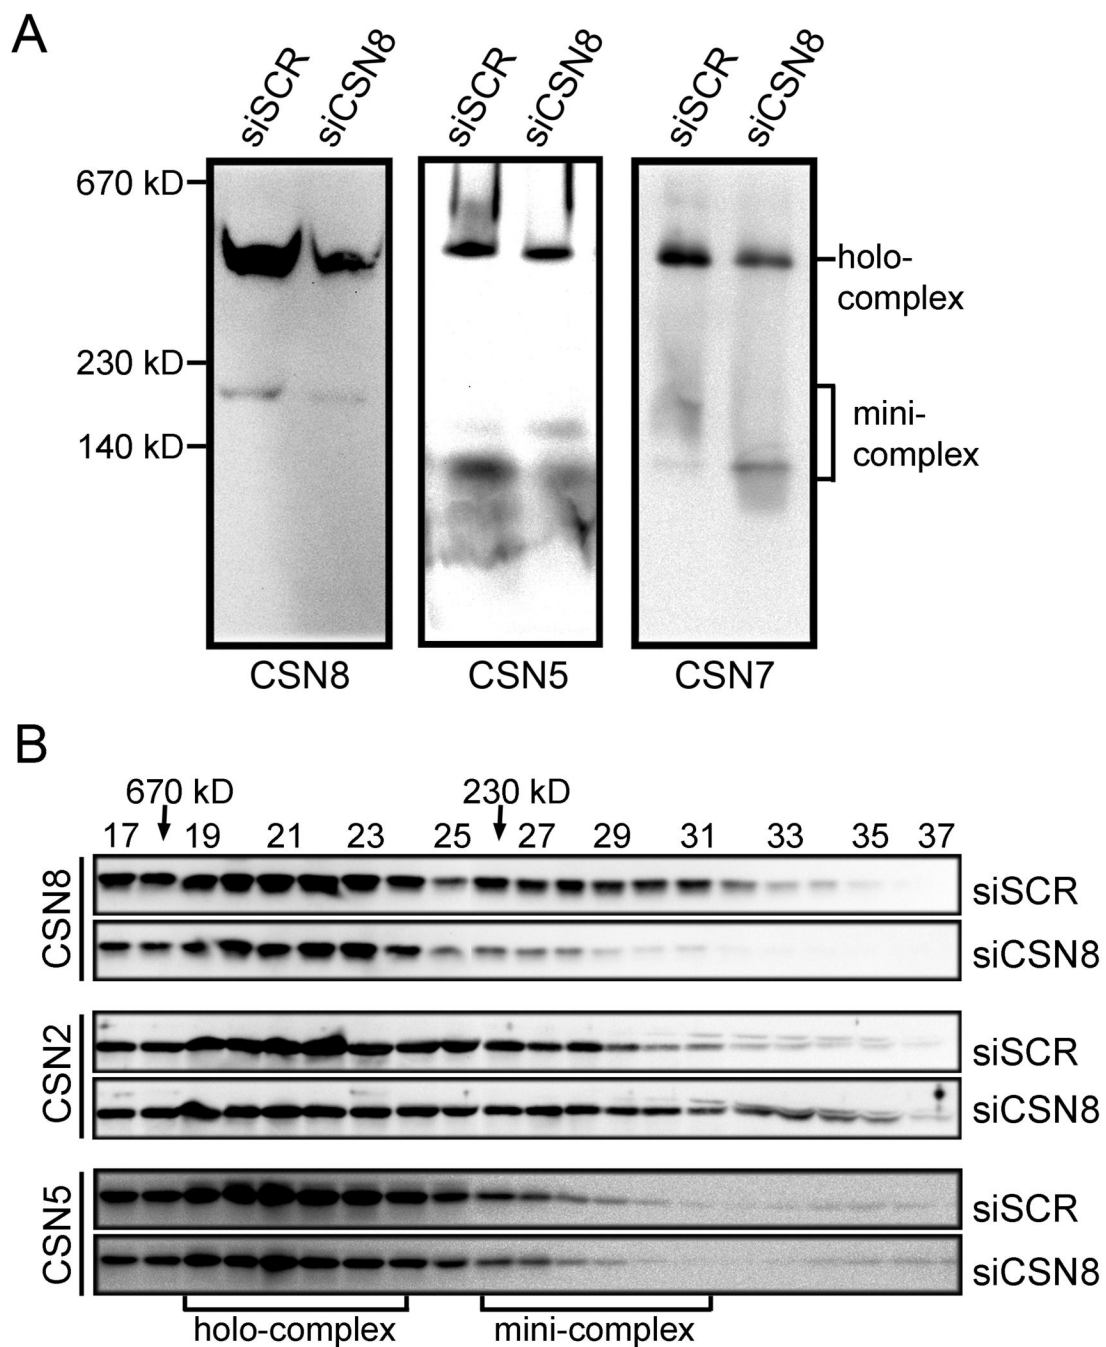 A
siSCR siCSN8 siSCR siCSN8 siSCR siCSN8
670 kD
230 kD
140 kD
holo-
complex
mini-
complex
CSN8 CSN5 CSN7
B
670 kD 230 kD
17 19 21 23 25 27 29 31 33 35 37
CSN8
siSCR
siCSN8
CSN2
siSCR
siCSN8
CSN5
siSCR
siCSN8
holo-complex mini-complex